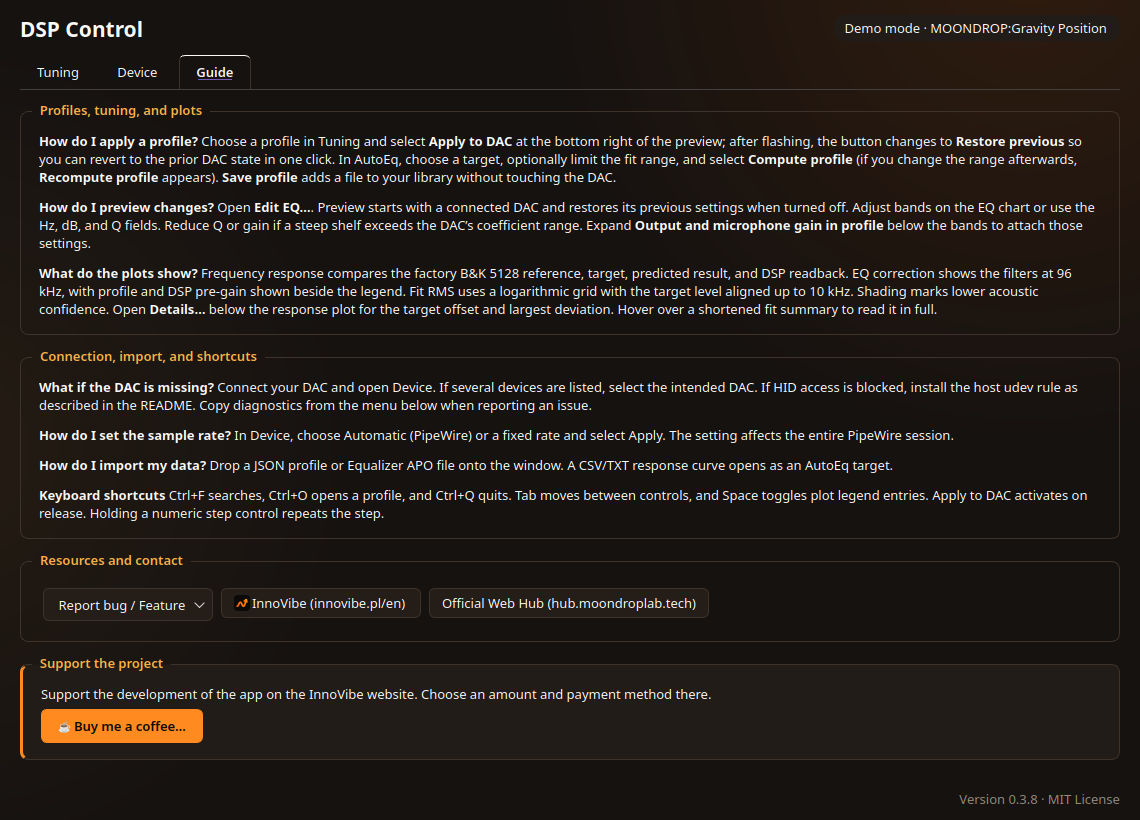 DSP Control
Demo mode · MOONDROP:Gravity Position
Tuning
Device
Guide
Profiles, tuning, and plots
How do I apply a profile? Choose a profile in Tuning and select Apply to DAC at the bottom right of the preview; after flashing, the button changes to Restore previous so
you can revert to the prior DAC state in one click. In AutoEq, choose a target, optionally limit the fit range, and select Compute profile (if you change the range afterwards,
Recompute profile appears). Save profile adds a file to your library without touching the DAC.
How do I preview changes? Open Edit EQ.... Preview starts with a connected DAC and restores its previous settings when turned off. Adjust bands on the EQ chart or use the
Hz, dB, and Q fields. Reduce Q or gain if a steep shelf exceeds the DAC’s coefficient range. Expand Output and microphone gain in profile below the bands to attach those
settings.
What do the plots show? Frequency response compares the factory B&K 5128 reference, target, predicted result, and DSP readback. EQ correction shows the filters at 96
kHz, with profile and DSP pre-gain shown beside the legend. Fit RMS uses a logarithmic grid with the target level aligned up to 10 kHz. Shading marks lower acoustic
confidence. Open Details... below the response plot for the target offset and largest deviation. Hover over a shortened fit summary to read it in full.
Connection, import, and shortcuts
What if the DAC is missing? Connect your DAC and open Device. If several devices are listed, select the intended DAC. If HID access is blocked, install the host udev rule as
described in the README. Copy diagnostics from the menu below when reporting an issue.
How do I set the sample rate? In Device, choose Automatic (PipeWire) or a fixed rate and select Apply. The setting affects the entire PipeWire session.
How do I import my data? Drop a JSON profile or Equalizer APO file onto the window. A CSV/TXT response curve opens as an AutoEq target.
Keyboard shortcuts Ctrl+F searches, Ctrl+O opens a profile, and Ctrl+Q quits. Tab moves between controls, and Space toggles plot legend entries. Apply to DAC activates on
release. Holding a numeric step control repeats the step.
Resources and contact
Report bug / Feature
InnoVibe (innovibe.pl/en)
Official Web Hub (hub.moondroplab.tech)
Support the project
Support the development of the app on the InnoVibe website. Choose an amount and payment method there.
☕ Buy me a coffee...
Version 0.3.8 · MIT License